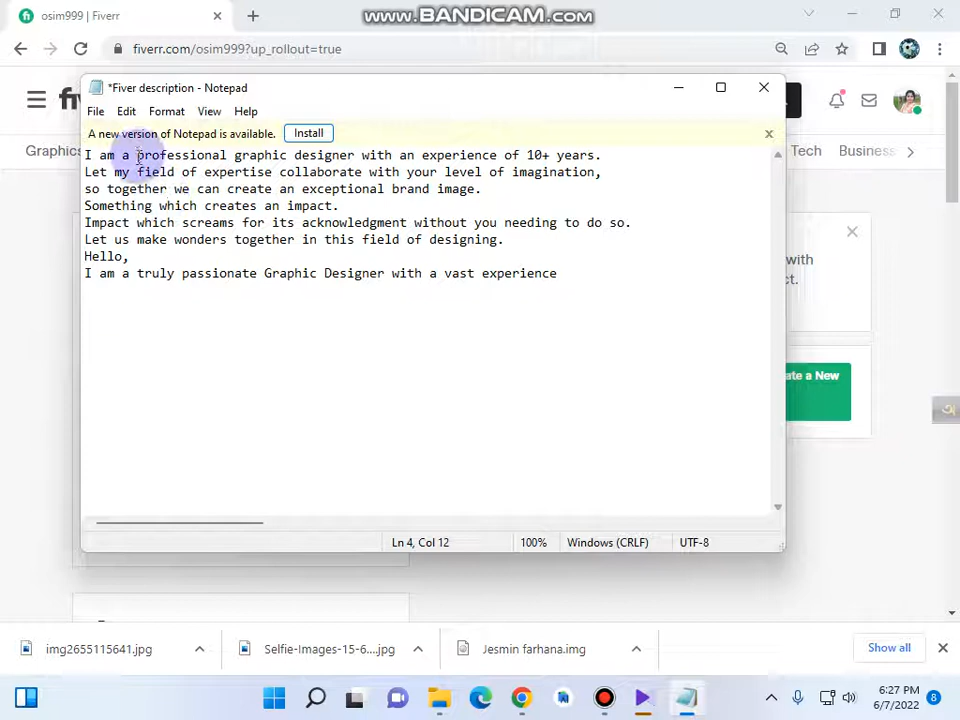 osim999 | Fiverr
www.BANDICAM.com
fiverr.com/osim999?up_rollout=true
*Fiver description - Notepad
File Edit Format View Help
A new version of Notepad is available. Install
Graphics Tech Business
I am a professional graphic designer with an experience of 10+ years.
Let my field of expertise collaborate with your level of imagination,
so together we can create an exceptional brand image.
Something which creates an impact.
Impact which screams for its acknowledgment without you needing to do so.
Let us make wonders together in this field of designing.
Hello,
I am a truly passionate Graphic Designer with a vast experience
with
ct.
ate a New
Ln 4, Col 12 100% Windows (CRLF) UTF-8
img2655115641.jpg Selfie-Images-15-6....jpg Jesmin farhana.img Show all
6:27 PM
6/7/2022
8